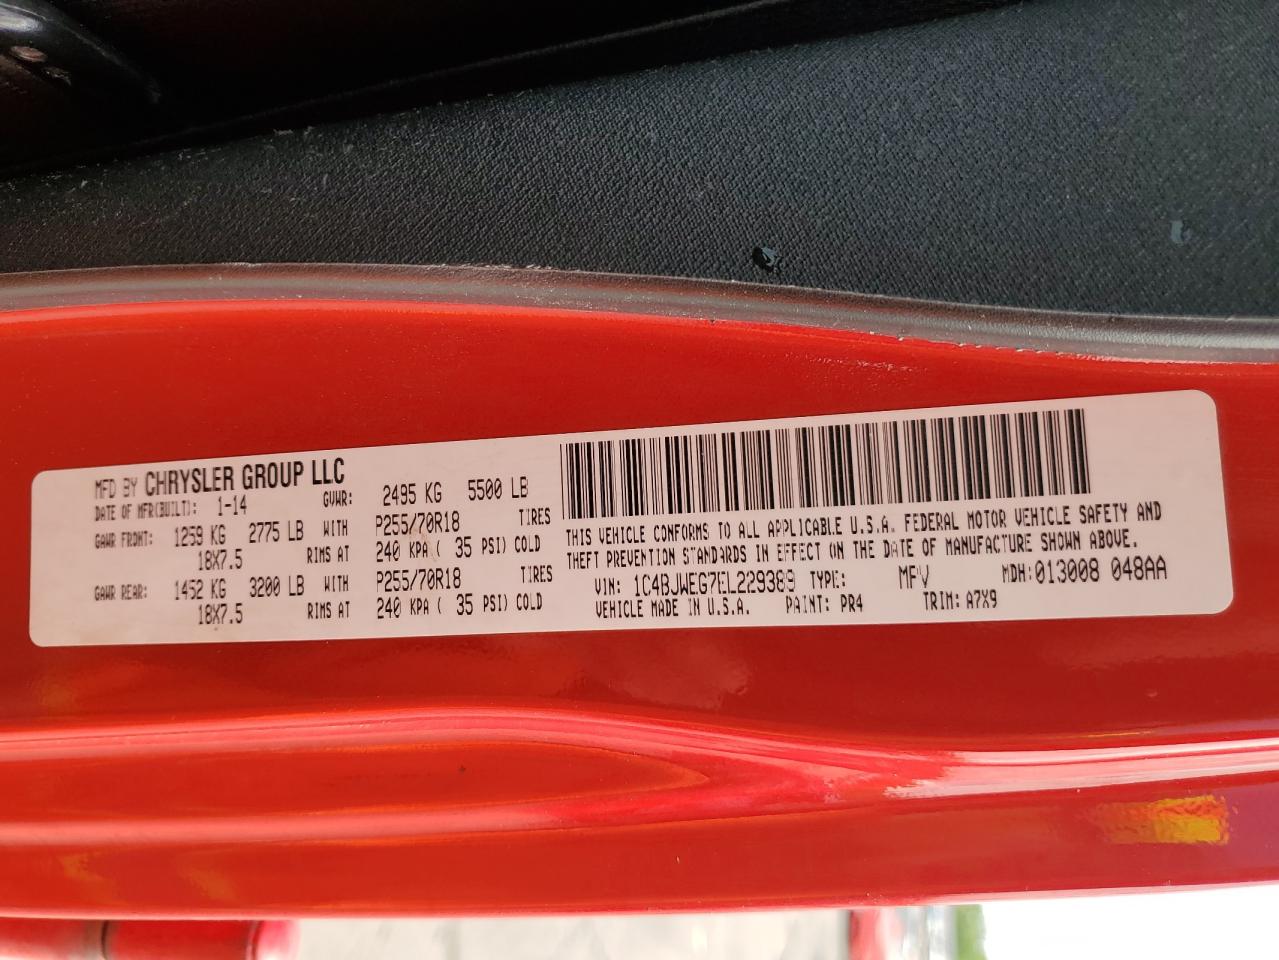 MFD BY CHRYSLER GROUP LLC
DATE OF MFR(BUILT): 1-14 GVWR: 2495 KG 5500 LB
GAWR FRONT: 1259 KG 2775 LB WITH P255/70R18 TIRES
18X7.5 RIMS AT 240 KPA ( 35 PSI) COLD
GAWR REAR: 1452 KG 3200 LB WITH P255/70R18 TIRES
18X7.5 RIMS AT 240 KPA ( 35 PSI) COLD
THIS VEHICLE CONFORMS TO ALL APPLICABLE U.S.A. FEDERAL MOTOR VEHICLE SAFETY AND
THEFT PREVENTION STANDARDS IN EFFECT ON THE DATE OF MANUFACTURE SHOWN ABOVE.
VIN: 1C4BJWEG7EL229389 TYPE: MPV MDH:013008 048AA
VEHICLE MADE IN U.S.A. PAINT: PR4 TRIM: A7X9